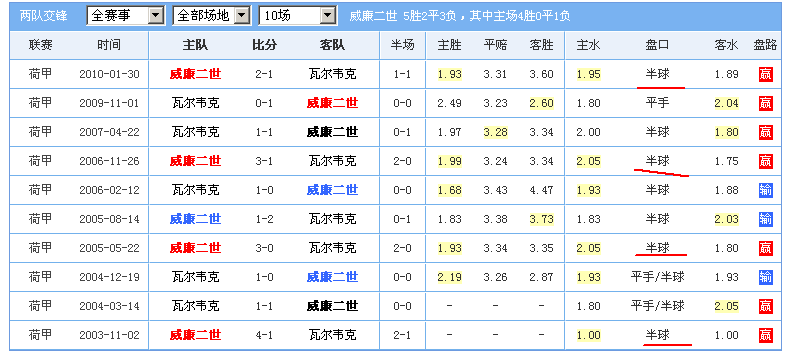 两队交锋 全赛事 全部场地 10场 威廉二世 5胜2平3负，其中主场4胜0平1负
联赛 时间 主队 比分 客队 半场 主胜 平赔 客胜 主水 盘口 客水 盘路
荷甲 2010-01-30 威廉二世 2-1 瓦尔韦克 1-1 1.93 3.31 3.60 1.95 半球 1.89 赢
荷甲 2009-11-01 瓦尔韦克 0-1 威廉二世 0-0 2.49 3.23 2.60 1.80 平手 2.04 赢
荷甲 2007-04-22 瓦尔韦克 1-1 威廉二世 0-1 1.97 3.28 3.34 2.00 半球 1.80 赢
荷甲 2006-11-26 威廉二世 3-1 瓦尔韦克 2-0 1.99 3.24 3.34 2.05 半球 1.75 赢
荷甲 2006-02-12 瓦尔韦克 1-0 威廉二世 0-0 1.68 3.43 4.47 1.93 半球 1.88 输
荷甲 2005-08-14 威廉二世 1-2 瓦尔韦克 0-1 1.83 3.38 3.73 1.83 半球 2.03 输
荷甲 2005-05-22 威廉二世 3-0 瓦尔韦克 2-0 1.93 3.34 3.35 2.05 半球 1.80 赢
荷甲 2004-12-19 瓦尔韦克 1-0 威廉二世 0-0 2.19 3.26 2.87 1.93 平手/半球 1.93 输
荷甲 2004-03-14 瓦尔韦克 1-1 威廉二世 0-0 - - - 1.80 平手/半球 2.05 赢
荷甲 2003-11-02 威廉二世 4-1 瓦尔韦克 2-1 - - - 1.00 半球 1.00 赢